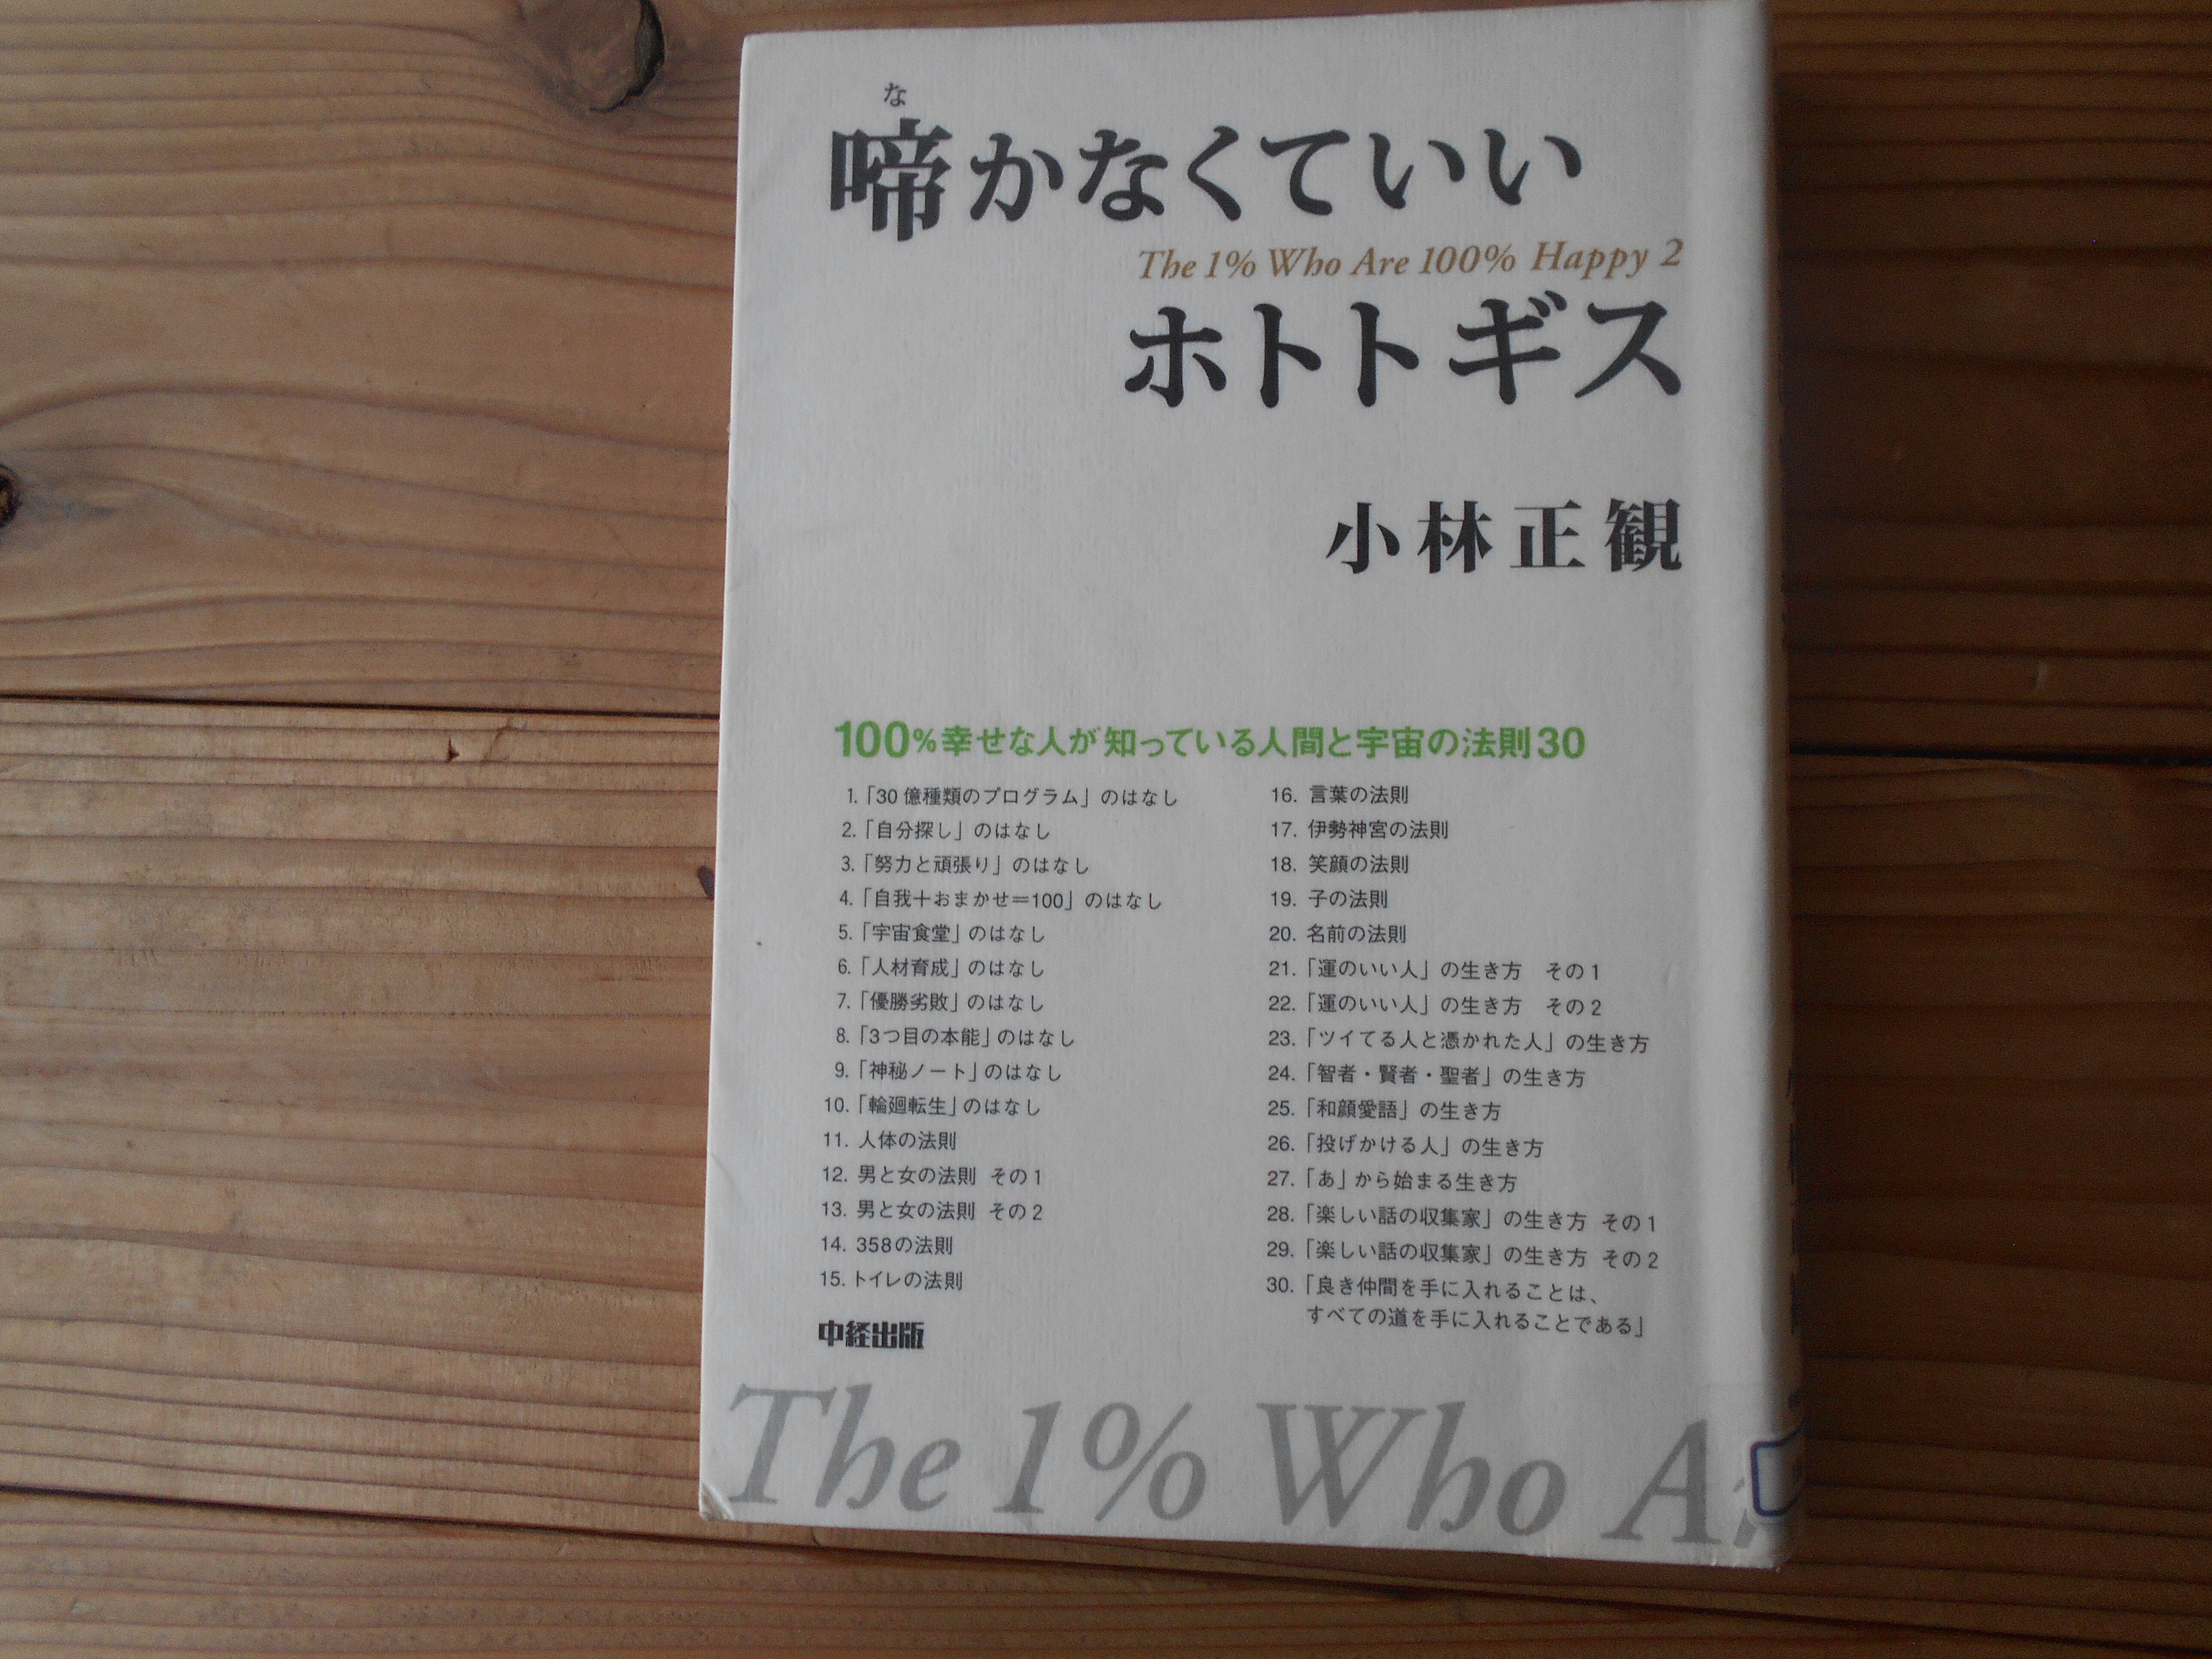 な
啼かなくていい
The 1% Who Are 100% Happy 2
ホトトギス
小林正観
100%幸せな人が知っている人間と宇宙の法則30
1.「30億種類のプログラム」のはなし
2.「自分探し」のはなし
3.「努力と頑張り」のはなし
4.「自我＋おまかせ＝100」のはなし
5.「宇宙食堂」のはなし
6.「人材育成」のはなし
7.「優勝劣敗」のはなし
8.「3つ目の本能」のはなし
9.「神秘ノート」のはなし
10.「輪廻転生」のはなし
11. 人体の法則
12. 男と女の法則 その1
13. 男と女の法則 その2
14. 358の法則
15. トイレの法則
16. 言葉の法則
17. 伊勢神宮の法則
18. 笑顔の法則
19. 子の法則
20. 名前の法則
21.「運のいい人」の生き方 その1
22.「運のいい人」の生き方 その2
23.「ツイてる人と憑かれた人」の生き方
24.「智者・賢者・聖者」の生き方
25.「和顔愛語」の生き方
26.「投げかける人」の生き方
27.「あ」から始まる生き方
28.「楽しい話の収集家」の生き方 その1
29.「楽しい話の収集家」の生き方 その2
30.「良き仲間を手に入れることは、
すべての道を手に入れることである」
中経出版
The 1% Who A